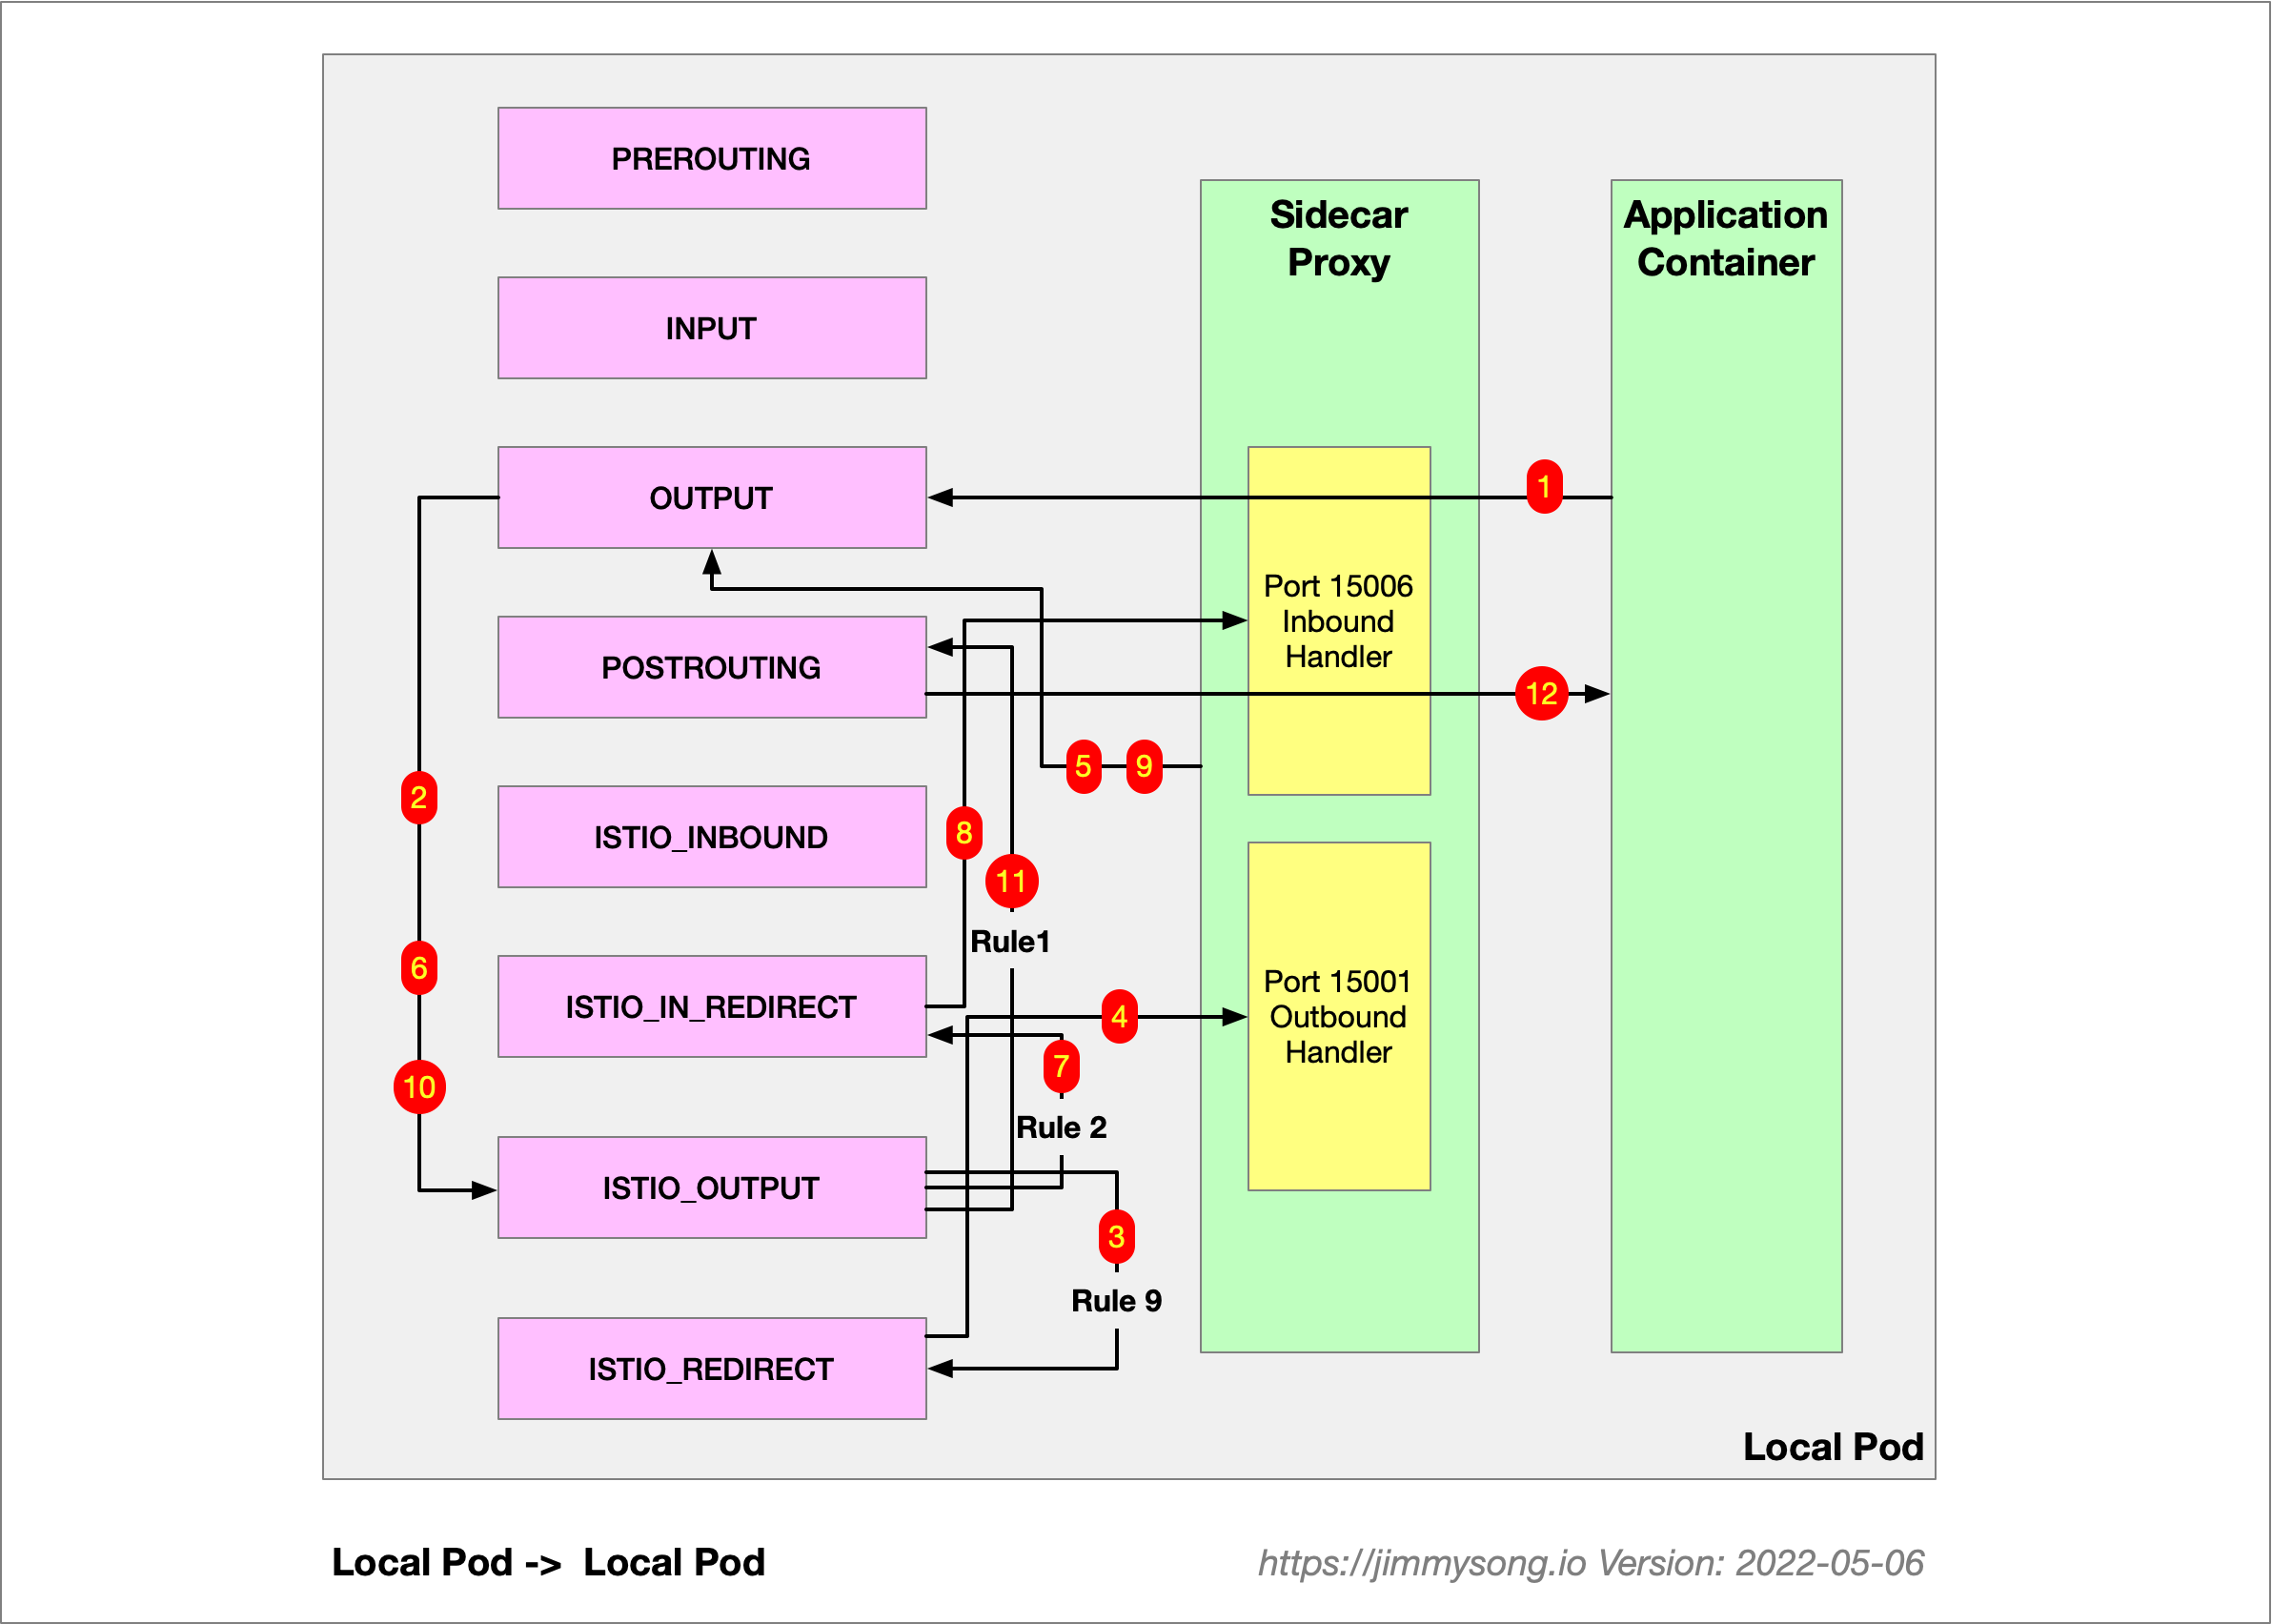 PREROUTING
INPUT
OUTPUT
POSTROUTING
ISTIO_INBOUND
ISTIO_IN_REDIRECT
ISTIO_OUTPUT
ISTIO_REDIRECT
Sidecar
Proxy
Application
Container
Port 15006
Inbound
Handler
Port 15001
Outbound
Handler
1
12
5
9
2
8
11
6
Rule1
4
7
10
Rule 2
3
Rule 9
Local Pod
Local Pod -> Local Pod
https://jimmysong.io Version: 2022-05-06